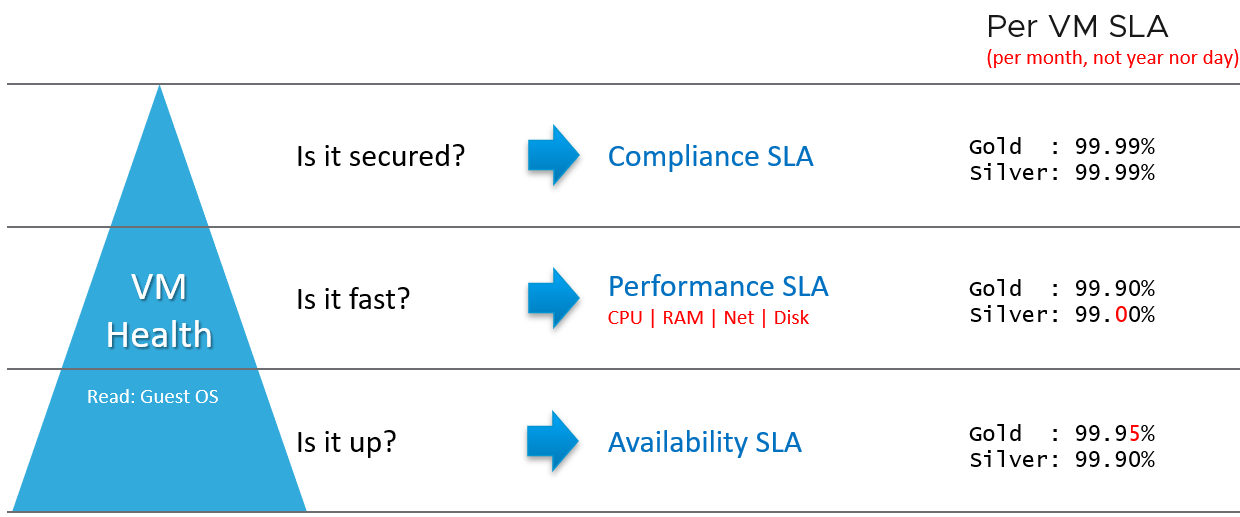 Per VM SLA
(per month, not year nor day)
Is it secured?
Compliance SLA
Gold  : 99.99%
Silver: 99.99%
VM
Health
Read: Guest OS
Is it fast?
Performance SLA
CPU | RAM | Net | Disk
Gold  : 99.90%
Silver: 99.00%
Is it up?
Availability SLA
Gold  : 99.95%
Silver: 99.90%